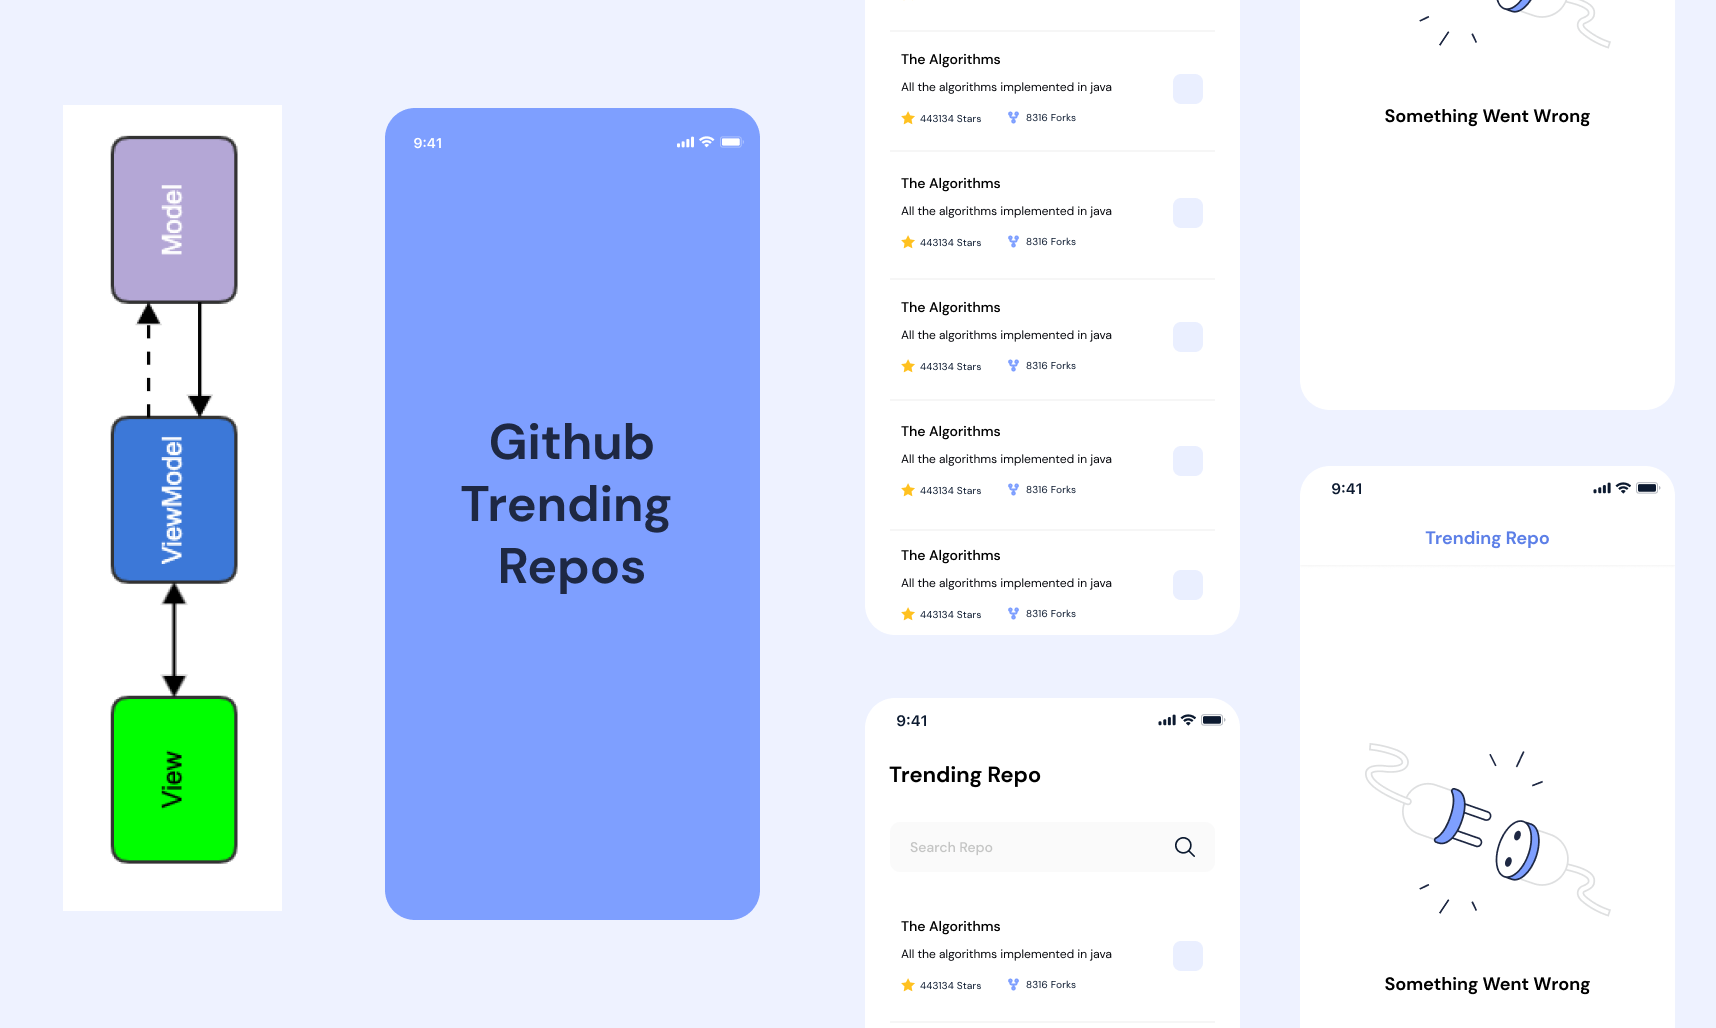 Model
ViewModel
View
9:41
Github
Trending
Repos
The Algorithms
All the algorithms implemented in java
443134 Stars 8316 Forks
The Algorithms
All the algorithms implemented in java
443134 Stars 8316 Forks
The Algorithms
All the algorithms implemented in java
443134 Stars 8316 Forks
The Algorithms
All the algorithms implemented in java
443134 Stars 8316 Forks
The Algorithms
All the algorithms implemented in java
443134 Stars 8316 Forks
9:41
Trending Repo
Search Repo
The Algorithms
All the algorithms implemented in java
443134 Stars 8316 Forks
Something Went Wrong
9:41
Trending Repo
Something Went Wrong